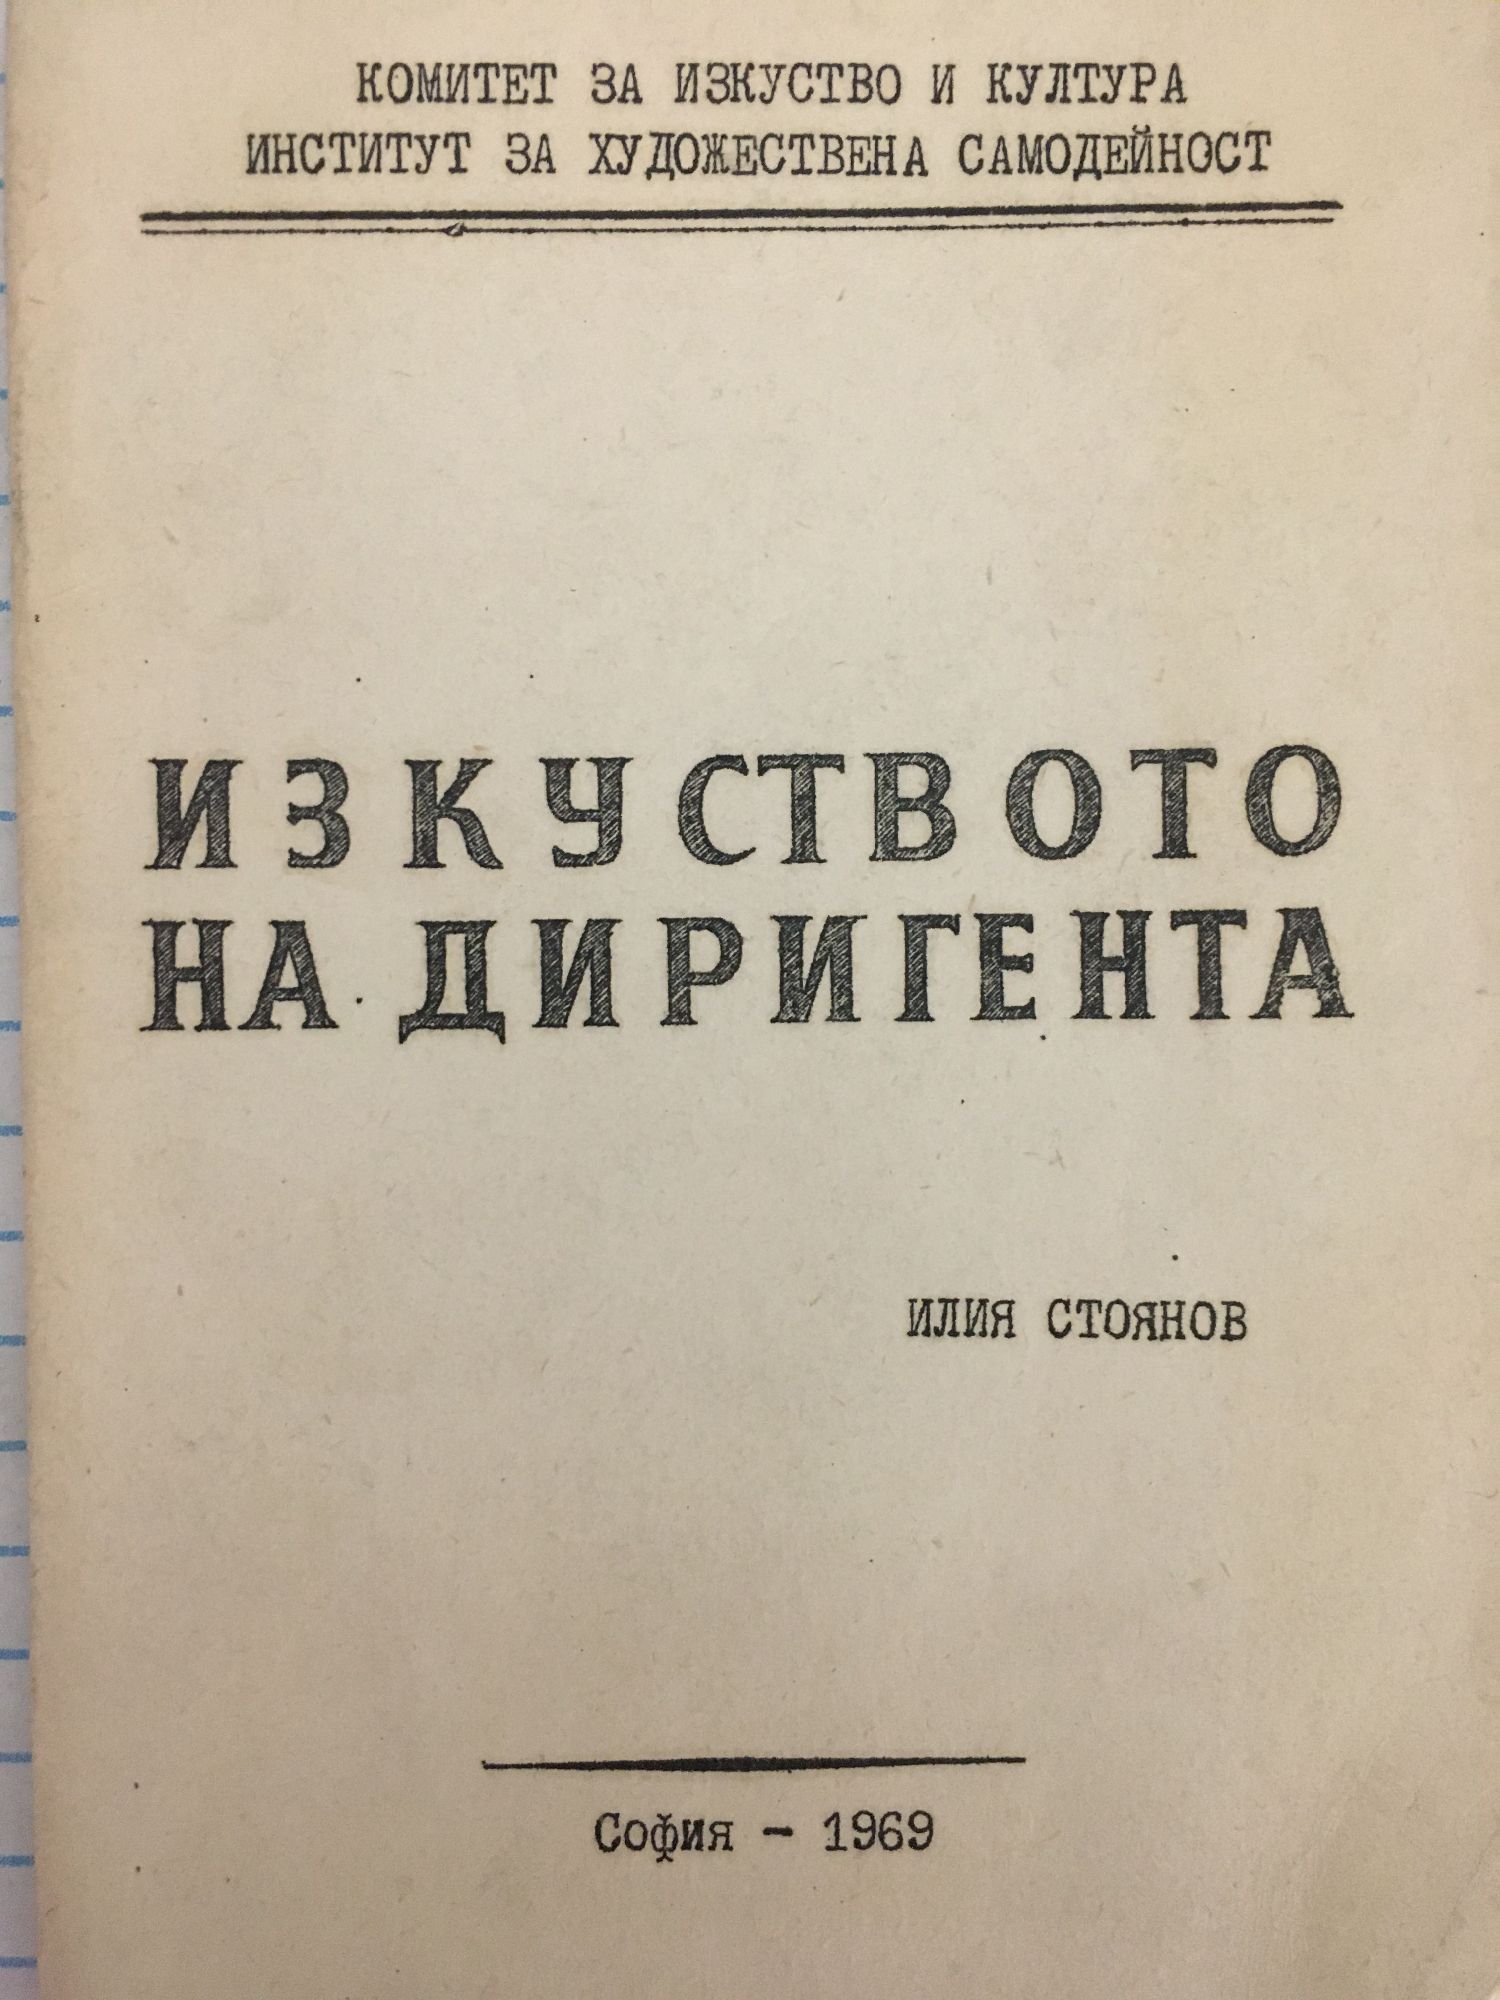 КОМИТЕТ ЗА ИЗКУСТВО И КУЛТУРА
ИНСТИТУТ ЗА ХУДОЖЕСТВЕНА САМОДЕЙНОСТ
ИЗКУСТВОТО
НА ДИРИГЕНТА
ИЛИЯ СТОЯНОВ
София - 1969